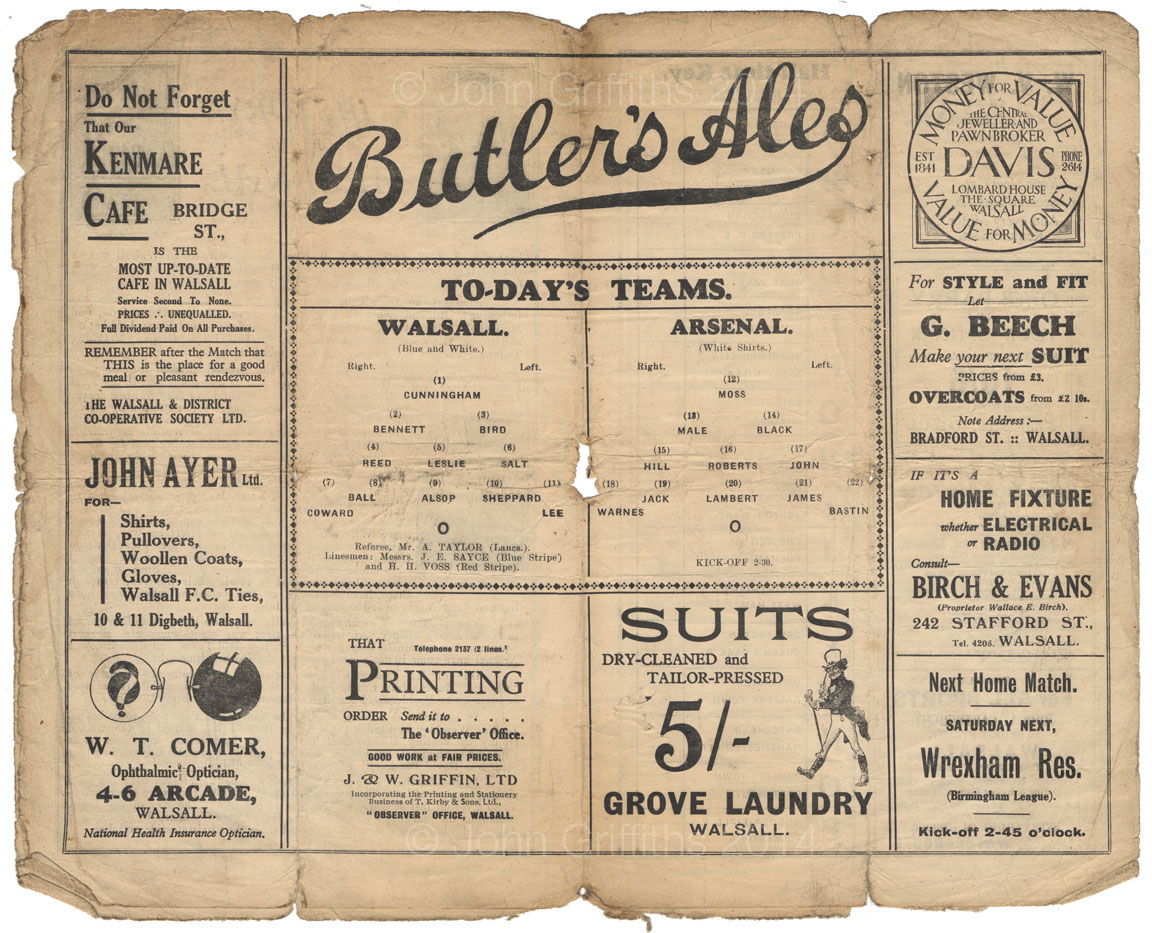 © John Griffiths 2014
Do Not Forget
That Our
KENMARE
CAFE BRIDGE
ST.,
IS THE
MOST UP-TO-DATE
CAFE IN WALSALL
Service Second To None.
PRICES ∴ UNEQUALLED.
Full Dividend Paid On All Purchases.
REMEMBER after the Match that
THIS is the place for a good
meal or pleasant rendezvous.
THE WALSALL & DISTRICT
CO-OPERATIVE SOCIETY LTD.
JOHN AYER Ltd.
FOR—
Shirts,
Pullovers,
Woollen Coats,
Gloves,
Walsall F.C. Ties,
10 & 11 Digbeth, Walsall.
?
W. T. COMER,
Ophthalmic Optician,
4-6 ARCADE,
WALSALL.
National Health Insurance Optician.
Butler's Ales
TO-DAY'S TEAMS.
WALSALL.
(Blue and White.)
Right. Left.
(1)
CUNNINGHAM
(2) (3)
BENNETT BIRD
(4) (5) (6)
REED LESLIE SALT
(7) (8) (9) (10) (11)
BALL ALSOP SHEPPARD
COWARD LEE
O
Referee, Mr. A. TAYLOR (Lancs.).
Linesmen: Messrs. J. E. SAYCE (Blue Stripe)
and H. H. VOSS (Red Stripe).
ARSENAL.
(White Shirts.)
Right. Left.
(12)
MOSS
(13) (14)
MALE BLACK
(15) (16) (17)
HILL ROBERTS JOHN
(18) (19) (20) (21) (22)
JACK LAMBERT JAMES
WARNES BASTIN
O
KICK-OFF 2-30.
THAT Telephone 2137 (2 lines.)
PRINTING
ORDER Send it to . . . . .
The 'Observer' Office.
GOOD WORK at FAIR PRICES.
J. & W. GRIFFIN, LTD
Incorporating the Printing and Stationery
Business of T. Kirby & Sons, Ltd.,
"OBSERVER" OFFICE, WALSALL.
SUITS
DRY-CLEANED and
TAILOR-PRESSED
5/-
GROVE LAUNDRY
WALSALL.
MONEY FOR VALUE
THE CENTRAL
JEWELLER AND
PAWNBROKER
EST 1841 DAVIS PHONE 2614
LOMBARD HOUSE
THE·SQUARE
WALSALL
VALUE FOR MONEY
For STYLE and FIT
Let
G. BEECH
Make your next SUIT
PRICES from £3.
OVERCOATS from £2 10s.
Note Address:—
BRADFORD ST. :: WALSALL.
IF IT'S A
HOME FIXTURE
whether ELECTRICAL
or RADIO
Consult—
BIRCH & EVANS
(Proprietor Wallace E. Birch).
242 STAFFORD ST.,
Tel. 4205. WALSALL.
Next Home Match.
SATURDAY NEXT,
Wrexham Res.
(Birmingham League).
Kick-off 2-45 o'clock.
© John Griffiths 2014